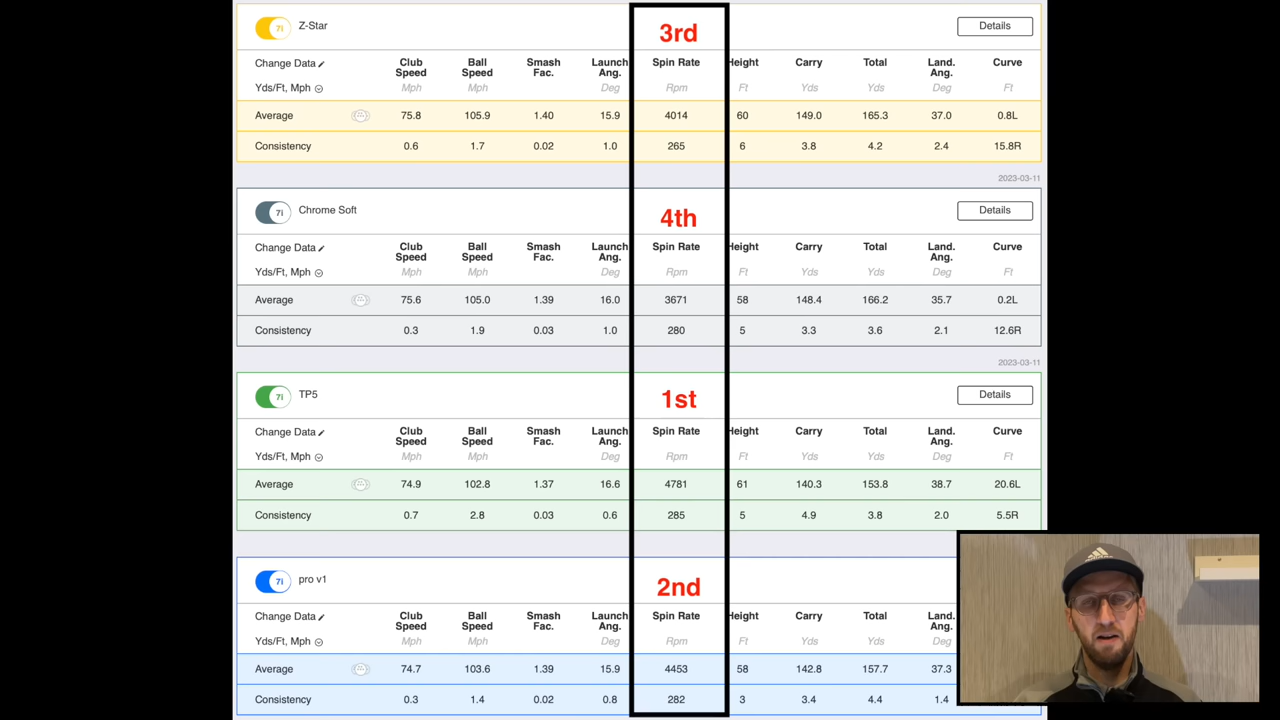 7i Z-Star 3rd Details
Change Data Club Speed Ball Speed Smash Fac. Launch Ang. Spin Rate Height Carry Total Land. Ang. Curve
Yds/Ft, Mph Mph Mph Deg Rpm Ft Yds Yds Deg Ft
Average 75.8 105.9 1.40 15.9 4014 60 149.0 165.3 37.0 0.8L
Consistency 0.6 1.7 0.02 1.0 265 6 3.8 4.2 2.4 15.8R
2023-03-11
7i Chrome Soft 4th Details
Change Data Club Speed Ball Speed Smash Fac. Launch Ang. Spin Rate Height Carry Total Land. Ang. Curve
Yds/Ft, Mph Mph Mph Deg Rpm Ft Yds Yds Deg Ft
Average 75.6 105.0 1.39 16.0 3671 58 148.4 166.2 35.7 0.2L
Consistency 0.3 1.9 0.03 1.0 280 5 3.3 3.6 2.1 12.6R
2023-03-11
7i TP5 1st Details
Change Data Club Speed Ball Speed Smash Fac. Launch Ang. Spin Rate Height Carry Total Land. Ang. Curve
Yds/Ft, Mph Mph Mph Deg Rpm Ft Yds Yds Deg Ft
Average 74.9 102.8 1.37 16.6 4781 61 140.3 153.8 38.7 20.6L
Consistency 0.7 2.8 0.03 0.6 285 5 4.9 3.8 2.0 5.5R
7i pro v1 2nd
Change Data Club Speed Ball Speed Smash Fac. Launch Ang. Spin Rate Height Carry Total Land. Ang.
Yds/Ft, Mph Mph Mph Deg Rpm Ft Yds Yds Deg
Average 74.7 103.6 1.39 15.9 4453 58 142.8 157.7 37.3
Consistency 0.3 1.4 0.02 0.8 282 3 3.4 4.4 1.4